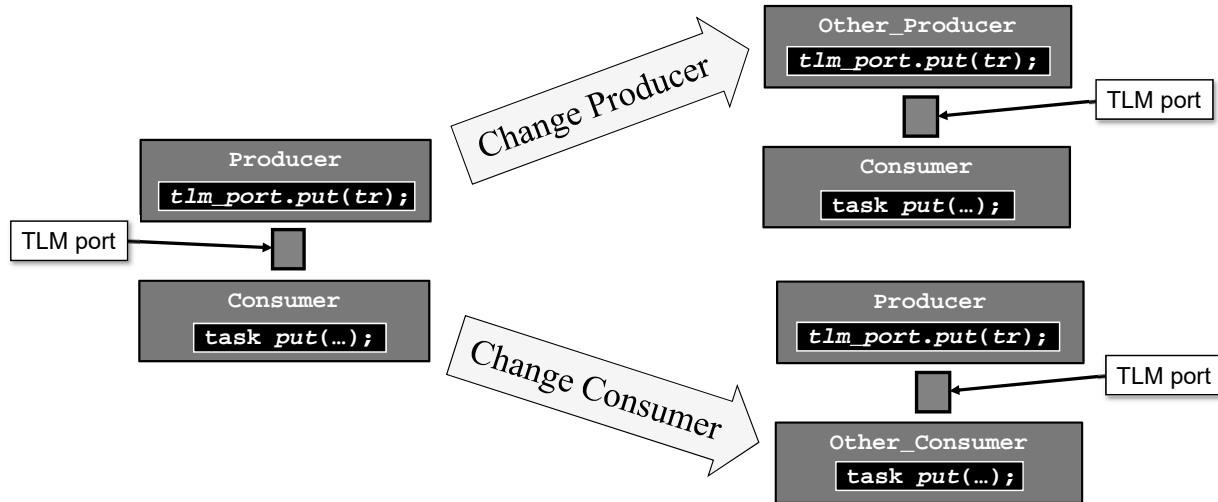 Producer
tlm_port.put(tr);
TLM port
Consumer
task put(…);
Change Producer
Change Consumer
Other_Producer
tlm_port.put(tr);
TLM port
Consumer
task put(…);
Producer
tlm_port.put(tr);
TLM port
Other_Consumer
task put(…);